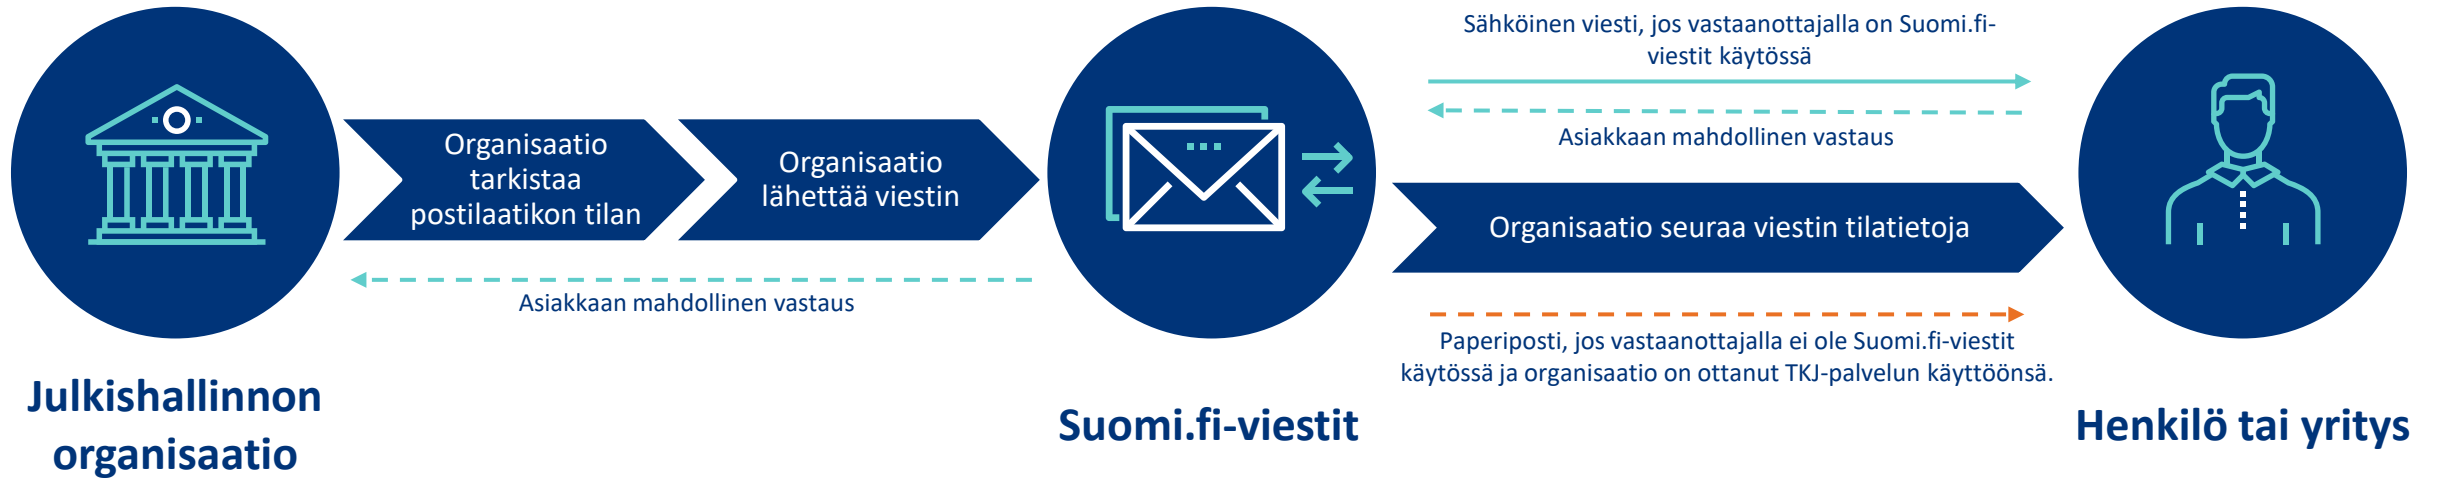 Organisaatio
tarkistaa
postilaatikon tilan
Organisaatio
lähettää viestin
Asiakkaan mahdollinen vastaus
Sähköinen viesti, jos vastaanottajalla on Suomi.fi-
viestit käytössä
Asiakkaan mahdollinen vastaus
Organisaatio seuraa viestin tilatietoja
Paperiposti, jos vastaanottajalla ei ole Suomi.fi-viestit
käytössä ja organisaatio on ottanut TKJ-palvelun käyttöönsä.
Julkishallinnon
organisaatio
Suomi.fi-viestit
Henkilö tai yritys